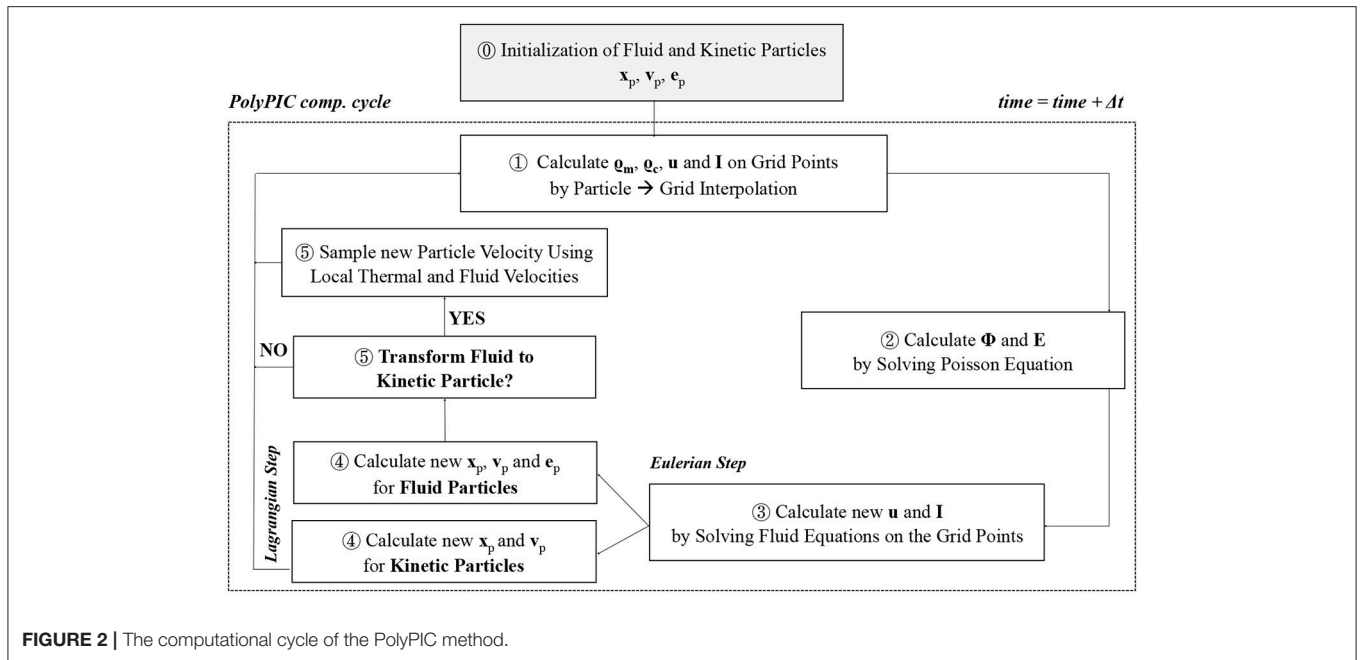 ⓪ Initialization of Fluid and Kinetic Particles
xp, vp, ep
PolyPIC comp. cycle
time = time + Δt
① Calculate ϱm, ϱc, u and I on Grid Points
by Particle → Grid Interpolation
⑤ Sample new Particle Velocity Using
Local Thermal and Fluid Velocities
YES
NO
⑤ Transform Fluid to
Kinetic Particle?
② Calculate Φ and E
by Solving Poisson Equation
Lagrangian Step
④ Calculate new xp, vp and ep
for Fluid Particles
Eulerian Step
③ Calculate new u and I
by Solving Fluid Equations on the Grid Points
④ Calculate new xp and vp
for Kinetic Particles
FIGURE 2 | The computational cycle of the PolyPIC method.